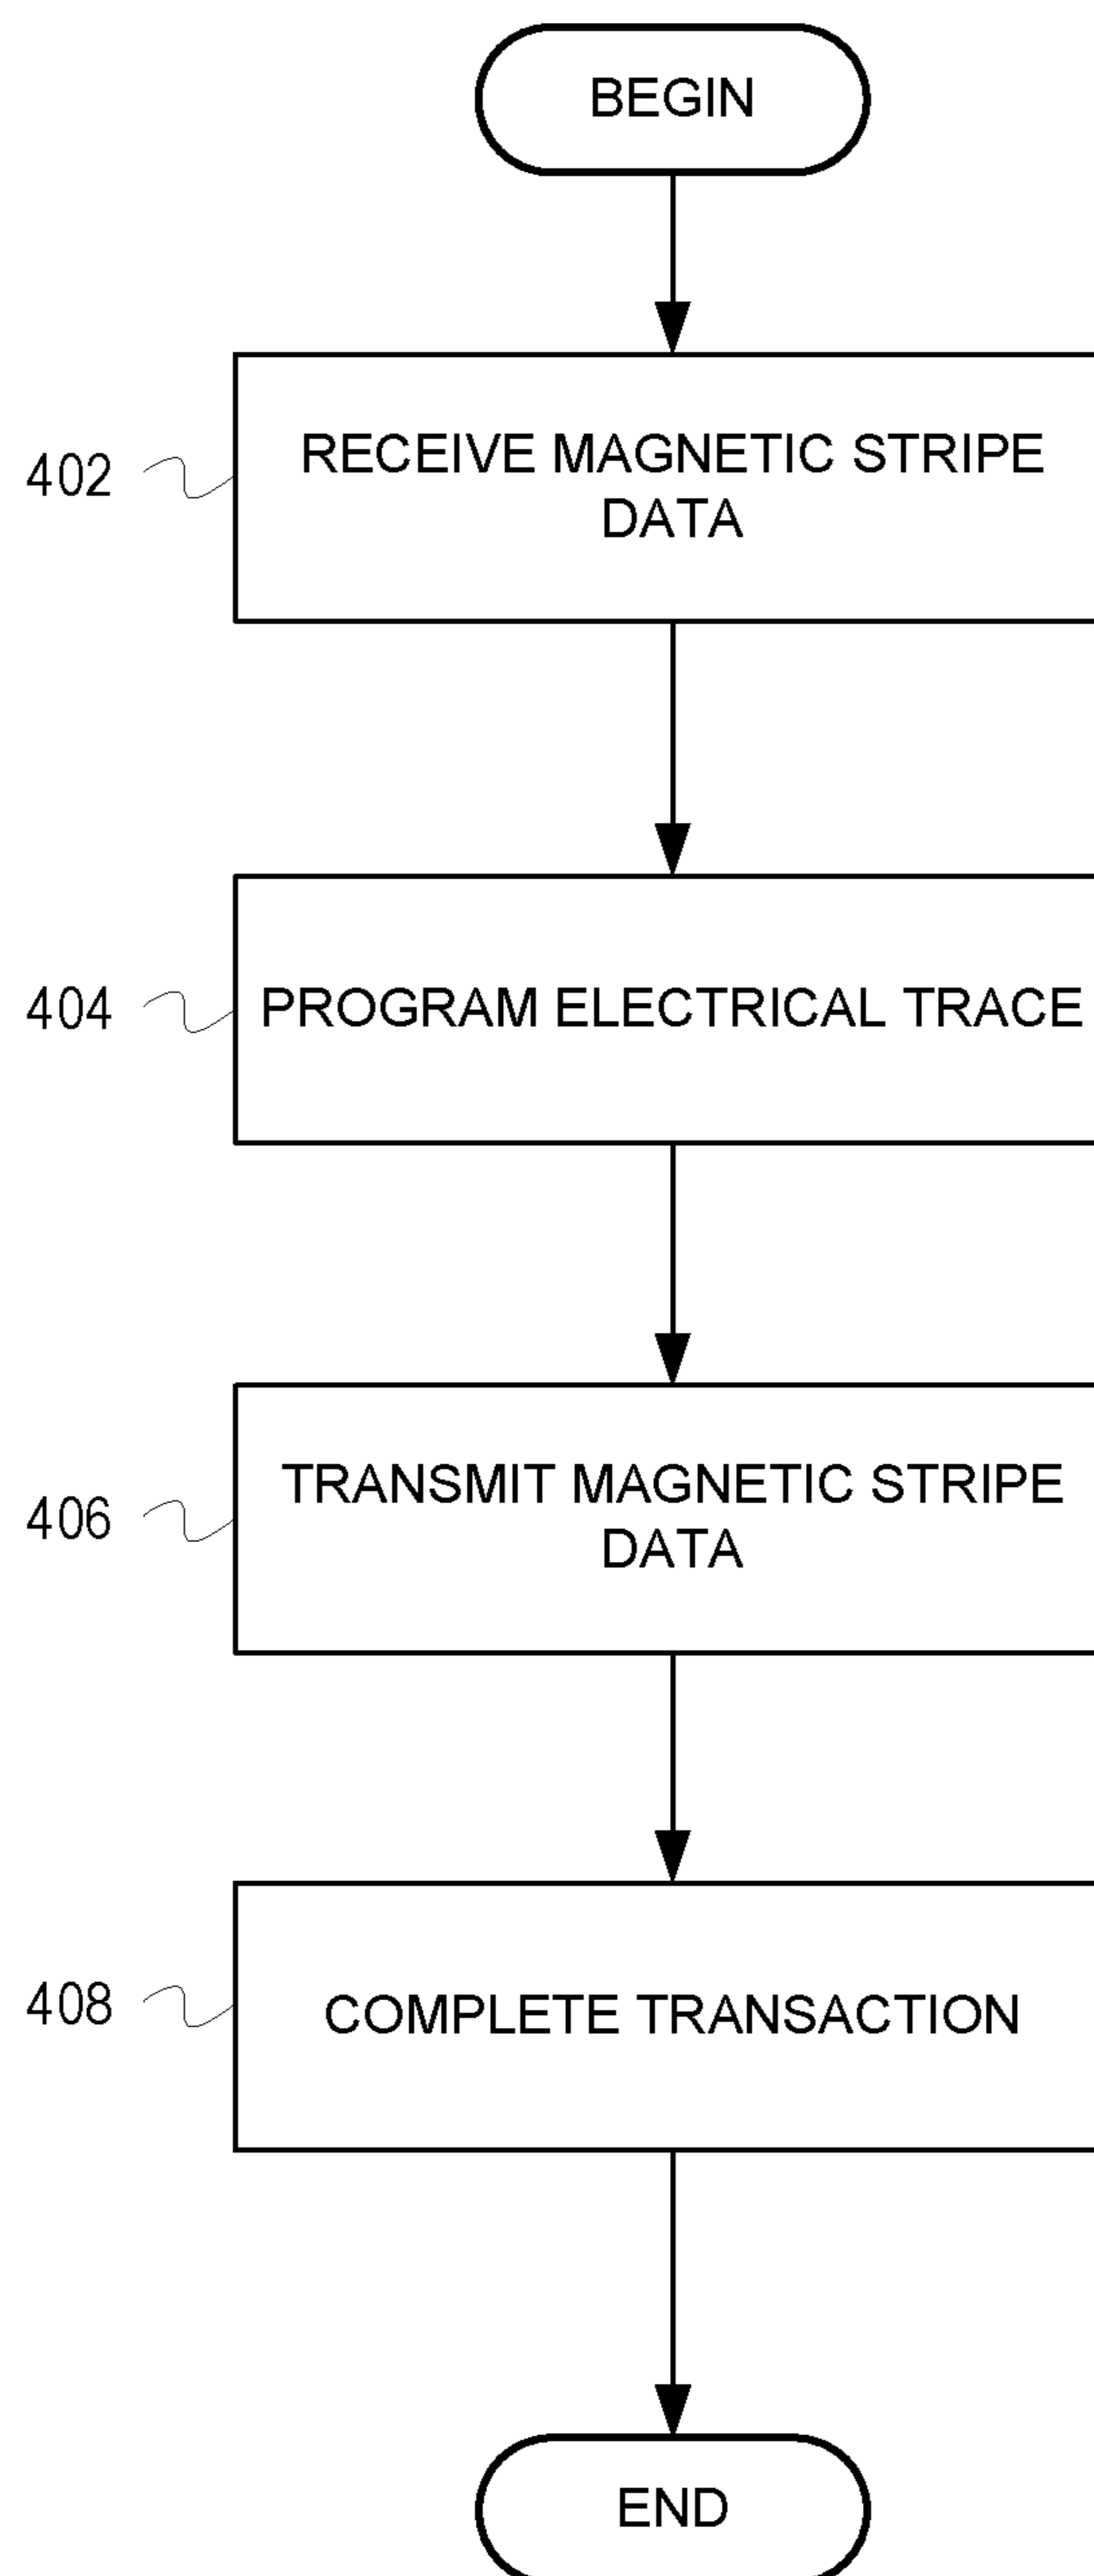 BEGIN
402
RECEIVE MAGNETIC STRIPE
DATA
404
PROGRAM ELECTRICAL TRACE
406
TRANSMIT MAGNETIC STRIPE
DATA
408
COMPLETE TRANSACTION
END